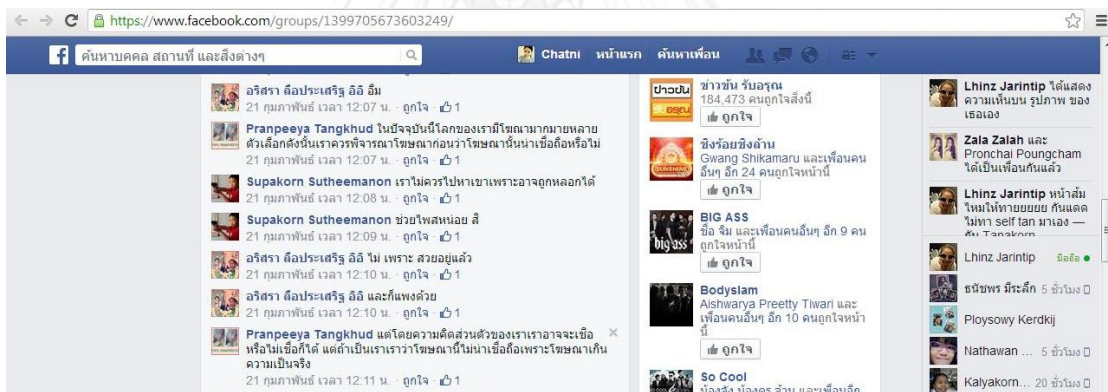 https://www.facebook.com/groups/1399705673603249/
ค้นหาบุคคล สถานที่ และสิ่งต่างๆ
Chatni หน้าแรก ค้นหาเพื่อน
อริสรา ลือประเสริฐ อิอิ อืม
21 กุมภาพันธ์ เวลา 12:07 น. · ถูกใจ · 1
Pranpeeya Tangkhud ในปัจจุบันนี้โลกของเรามีโฆณามากมายหลาย
ตัวเลือกดังนั้นเราควรพิจารณาโฆษณาก่อนว่าโฆษณานั้นน่าเชื่อถือหรือไม่
21 กุมภาพันธ์ เวลา 12:07 น. · ถูกใจ · 1
Supakorn Sutheemanon เราไม่ควรไปหาเขาเพราะอาจถูกหลอกได้
21 กุมภาพันธ์ เวลา 12:08 น. · ถูกใจ · 1
Supakorn Sutheemanon ช่วยไพสหน่อย สิ
21 กุมภาพันธ์ เวลา 12:09 น. · ถูกใจ · 1
อริสรา ลือประเสริฐ อิอิ ไม่ เพราะ สวยอยู่แล้ว
21 กุมภาพันธ์ เวลา 12:10 น. · ถูกใจ · 1
อริสรา ลือประเสริฐ อิอิ และก็แพงด้วย
21 กุมภาพันธ์ เวลา 12:10 น. · ถูกใจ · 1
Pranpeeya Tangkhud แต่โดยความคิดส่วนตัวของเราเราอาจจะเชื่อ
หรือไม่เชื่อก็ได้ แต่ถ้าเป็นเราเราว่าโฆษณานี้ไม่น่าเชื่อถือเพราะโฆษณาเกิน
ความเป็นจริง
21 กุมภาพันธ์ เวลา 12:11 น. · ถูกใจ · 1
ข่าวข้น รับอรุณ
184,473 คนถูกใจสิ่งนี้
ถูกใจ
ชิงร้อยชิงล้าน
Gwang Shikamaru และเพื่อนคน
อื่นๆ อีก 24 คนถูกใจหน้านี้
ถูกใจ
BIG ASS
ชื่อ จิม และเพื่อนคนอื่นๆ อีก 9 คน
ถูกใจหน้านี้
ถูกใจ
Bodyslam
Aishwarya Preetty Tiwari และ
เพื่อนคนอื่นๆ อีก 10 คนถูกใจหน้า
นี้
ถูกใจ
So Cool
Lhinz Jarintip ได้แสดง
ความเห็นบน รูปภาพ ของ
เธอเอง
Zala Zalah และ
Pronchai Poungcham
ได้เป็นเพื่อนกันแล้ว
Lhinz Jarintip หน้าส้ม
ไหมให้ทายยยยย กันแดด
ไม่ทา self tan มาเอง —
กับ Tanakorn
Lhinz Jarintip มือถือ
ธนัชพร มีระลึก 5 ชั่วโมง
Ploysowy Kerdkij
Nathawan ... 5 ชั่วโมง
Kalyakorn... 20 ชั่วโมง